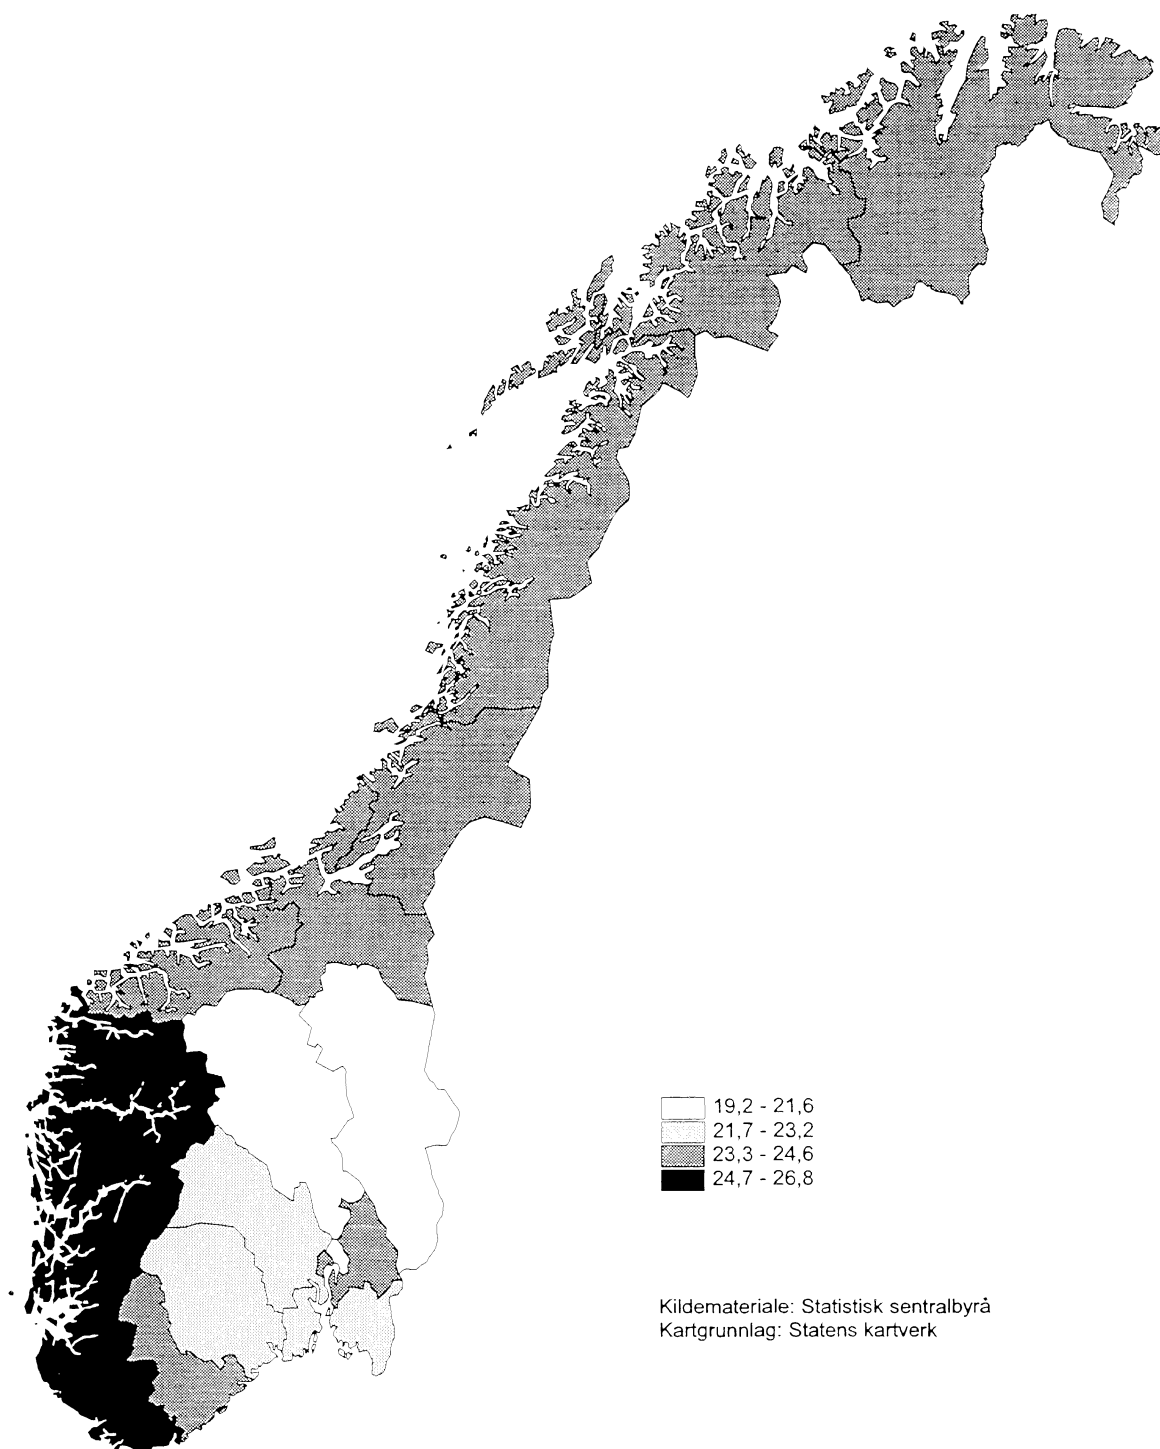 19,2 - 21,6
21,7 - 23,2
23,3 - 24,6
24,7 - 26,8
Kildemateriale: Statistisk sentralbyrå
Kartgrunnlag: Statens kartverk